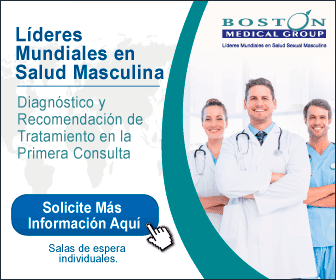 Líderes
Mundiales en
Salud Masculina
BOSTON
MEDICAL GROUP
Líderes Mundiales en Salud Sexual Masculina
Diagnóstico y
Recomendación de
Tratamiento en la
Primera Consulta
Solicite Más
Información Aquí
Salas de espera
individuales.